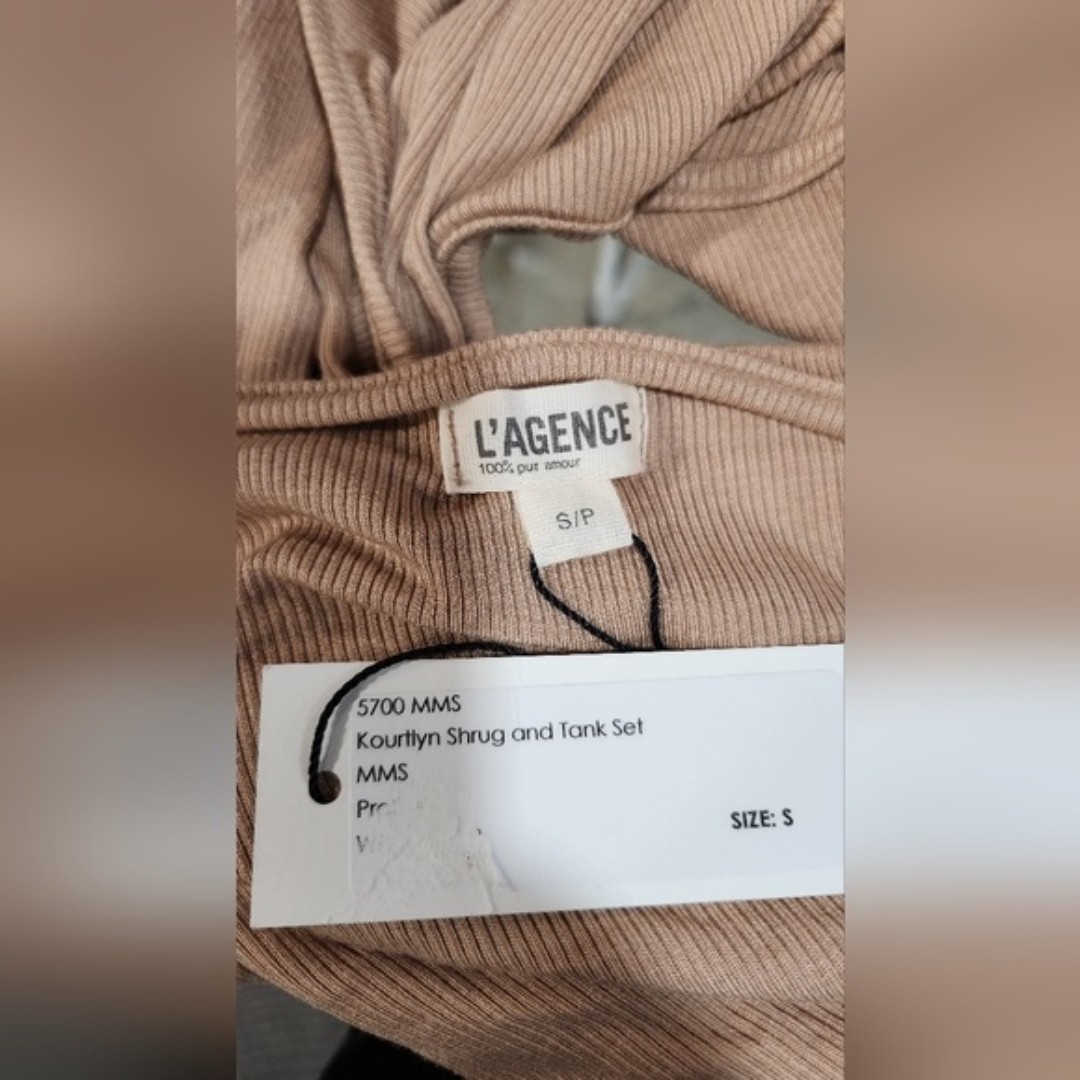 L'AGENCE
100% pur amour
S/P
5700 MMS
Kourtlyn Shrug and Tank Set
MMS
SIZE: S